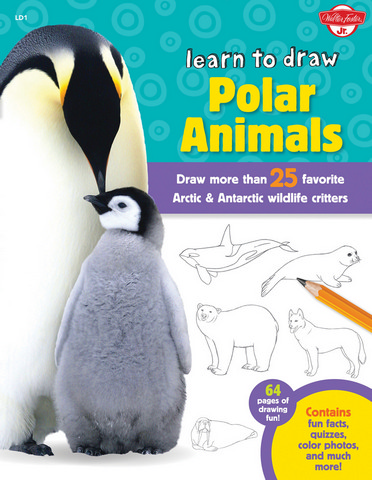 LD1
Walter Foster
Jr.
learn to draw
Polar
Animals
Draw more than 25 favorite
Arctic & Antarctic wildlife critters
64
pages of
drawing
fun!
Contains
fun facts,
quizzes,
color photos,
and much
more!